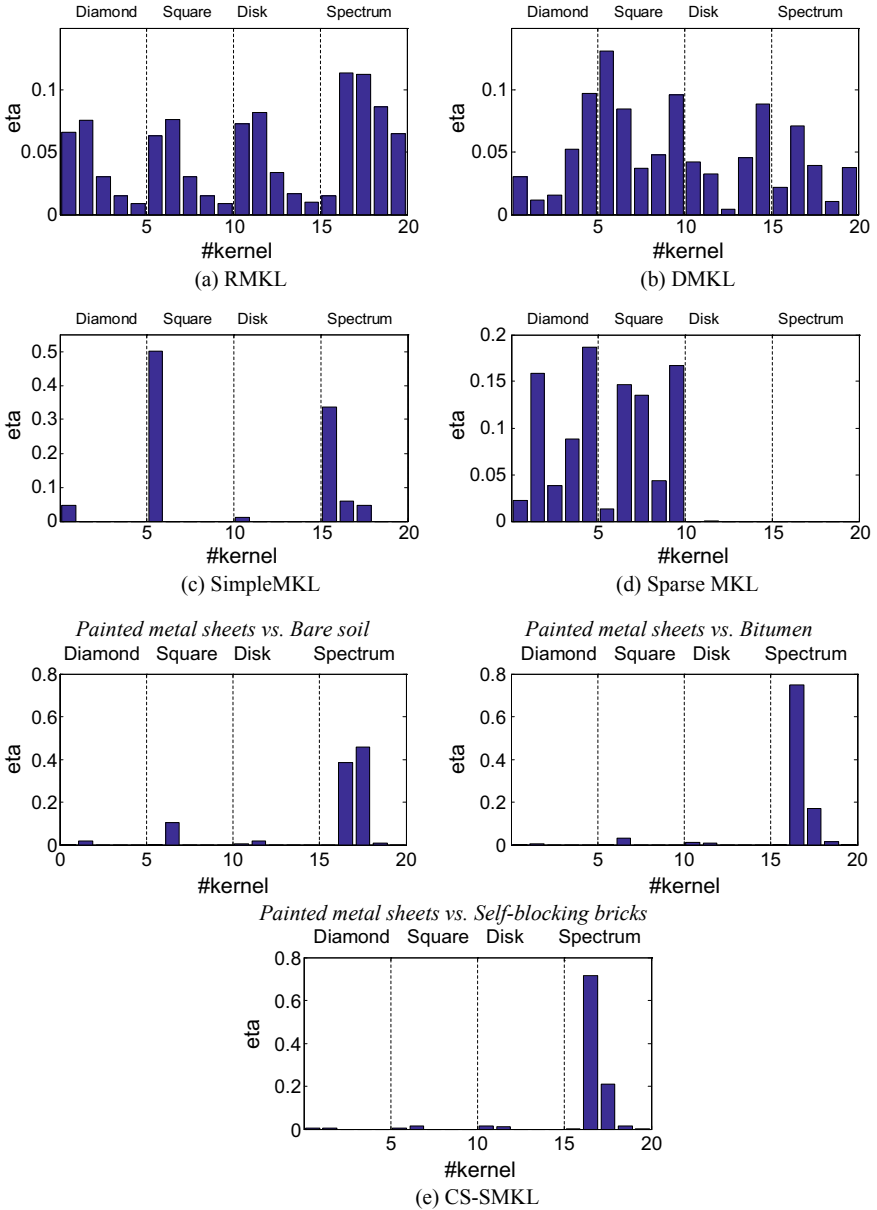 Diamond Square Disk Spectrum
eta
0.1
0.05
0
5 10 15 20
#kernel
(a) RMKL
Diamond Square Disk Spectrum
eta
0.1
0.05
0
5 10 15 20
#kernel
(b) DMKL
Diamond Square Disk Spectrum
eta
0.5
0.4
0.3
0.2
0.1
0
5 10 15 20
#kernel
(c) SimpleMKL
Diamond Square Disk Spectrum
eta
0.2
0.15
0.1
0.05
0
5 10 15 20
#kernel
(d) Sparse MKL
Painted metal sheets vs. Bare soil
Diamond Square Disk Spectrum
eta
0.8
0.6
0.4
0.2
0
0 5 10 15 20
#kernel
Painted metal sheets vs. Bitumen
Diamond Square Disk Spectrum
eta
0.8
0.6
0.4
0.2
0
5 10 15 20
#kernel
Painted metal sheets vs. Self-blocking bricks
Diamond Square Disk Spectrum
eta
0.8
0.6
0.4
0.2
0
5 10 15 20
#kernel
(e) CS-SMKL